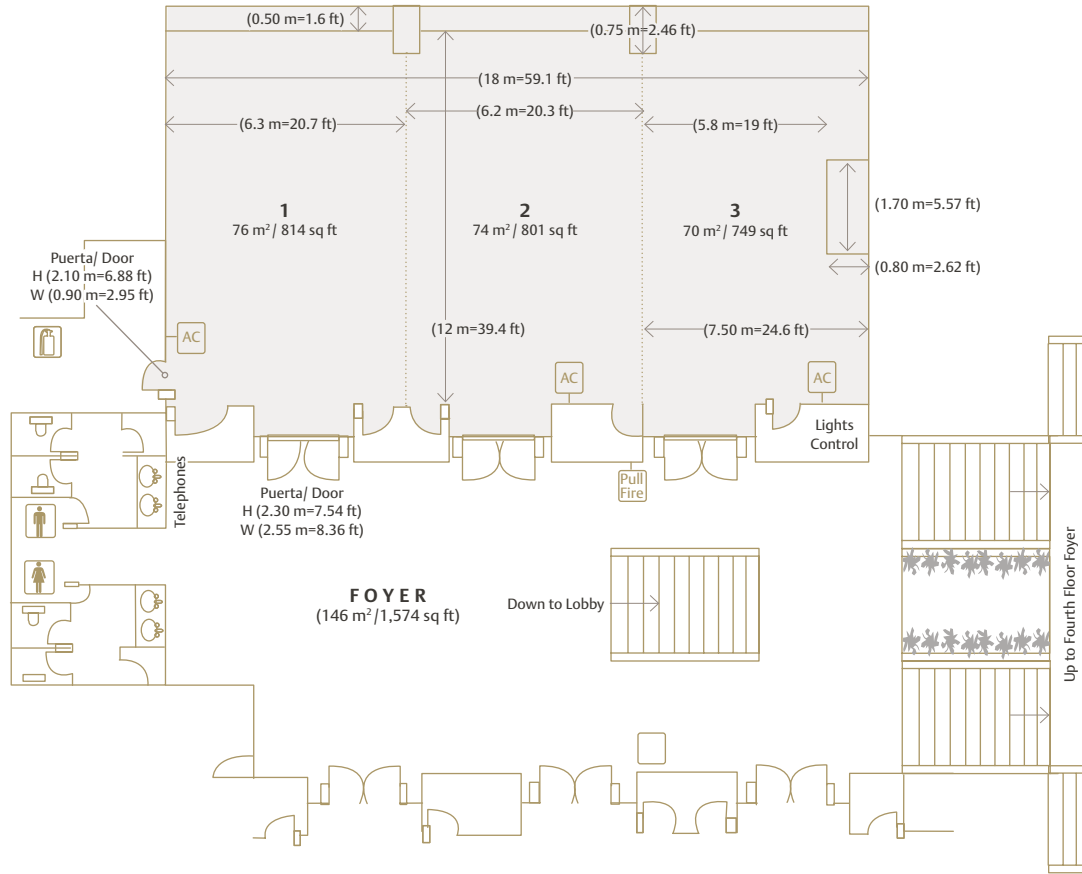 (0.50 m=1.6 ft)
(0.75 m=2.46 ft)
(18 m=59.1 ft)
(6.2 m=20.3 ft)
(6.3 m=20.7 ft)
(5.8 m=19 ft)
1
76 m²/ 814 sq ft
2
74 m²/ 801 sq ft
3
70 m²/ 749 sq ft
(1.70 m=5.57 ft)
(0.80 m=2.62 ft)
Puerta/ Door
H (2.10 m=6.88 ft)
W (0.90 m=2.95 ft)
AC
(12 m=39.4 ft)
(7.50 m=24.6 ft)
AC
AC
Lights
Control
Telephones
Pull
Fire
Puerta/ Door
H (2.30 m=7.54 ft)
W (2.55 m=8.36 ft)
FOYER
(146 m²/1,574 sq ft)
Down to Lobby
Up to Fourth Floor Foyer